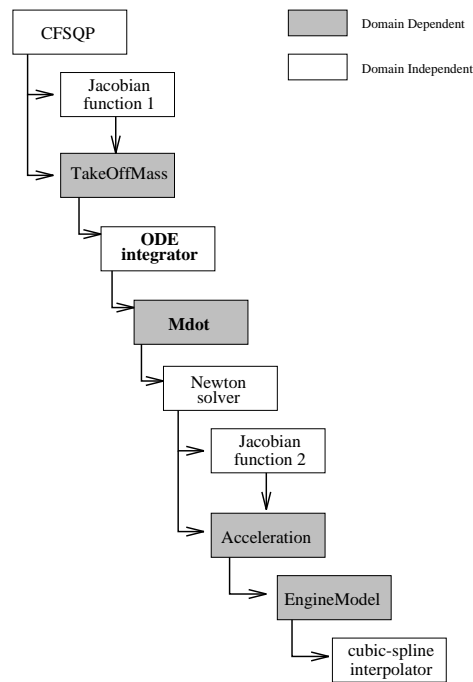 CFSQP
Domain Dependent
Domain Independent
Jacobian
function 1
TakeOffMass
ODE
integrator
Mdot
Newton
solver
Jacobian
function 2
Acceleration
EngineModel
cubic-spline
interpolator